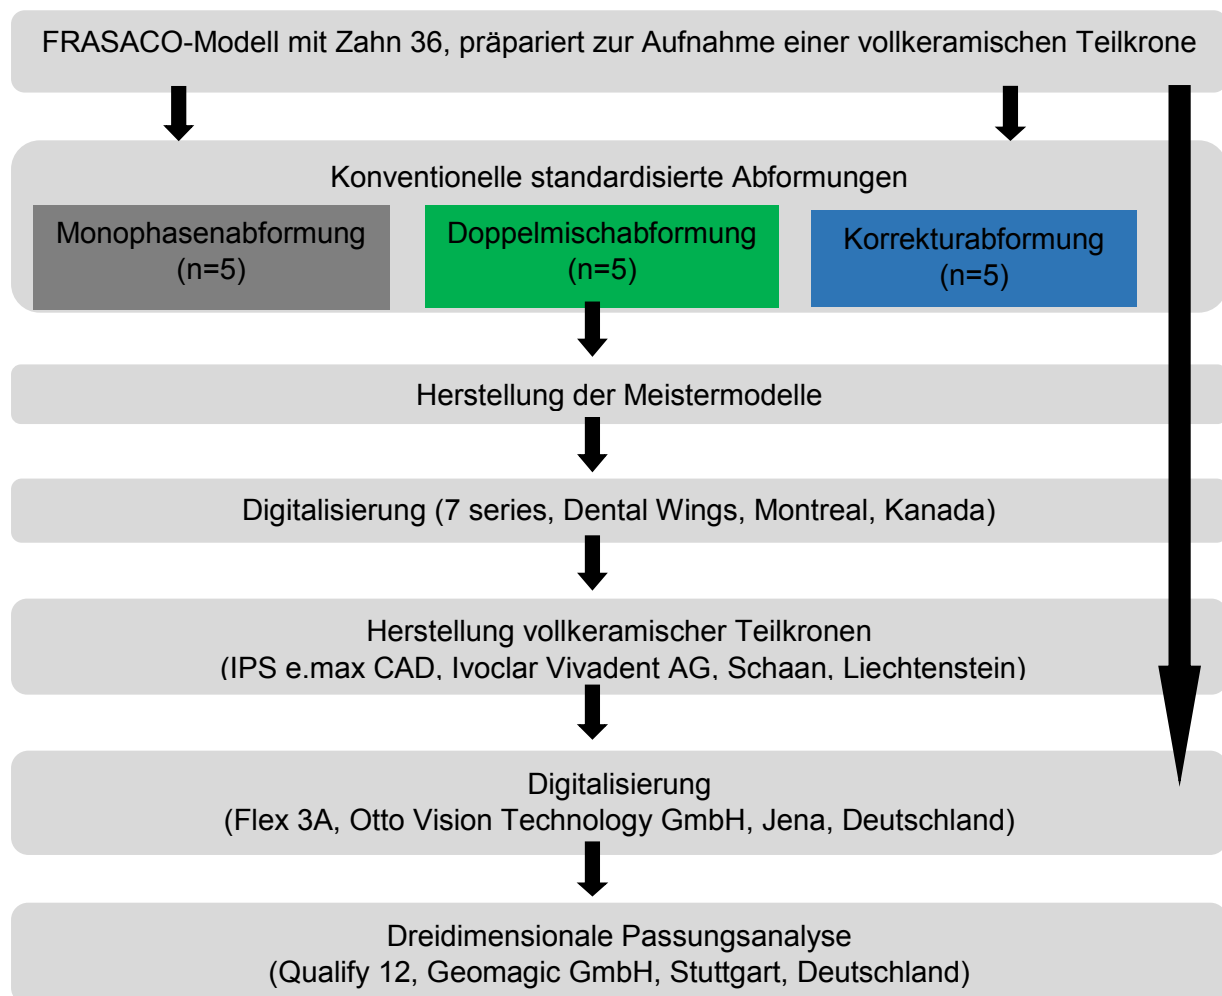 FRASACO-Modell mit Zahn 36, präpariert zur Aufnahme einer vollkeramischen Teilkrone
Konventionelle standardisierte Abformungen
Monophasenabformung
(n=5)
Doppelmischabformung
(n=5)
Korrekturabformung
(n=5)
Herstellung der Meistermodelle
Digitalisierung (7 series, Dental Wings, Montreal, Kanada)
Herstellung vollkeramischer Teilkronen
(IPS e.max CAD, Ivoclar Vivadent AG, Schaan, Liechtenstein)
Digitalisierung
(Flex 3A, Otto Vision Technology GmbH, Jena, Deutschland)
Dreidimensionale Passungsanalyse
(Qualify 12, Geomagic GmbH, Stuttgart, Deutschland)